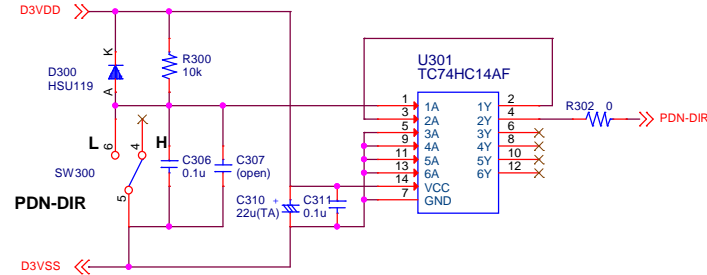 D3VDD
K
D300
HSU119
A
R300
10k
U301
TC74HC14AF
1 1A 1Y 2
3 2A 2Y 4
5 3A 3Y 6
9 4A 4Y 8
11 5A 5Y 10
13 6A 6Y 12
14 VCC
7 GND
R302 0
PDN-DIR
L
H
6
4
5
SW300
PDN-DIR
C306
0.1u
C307
(open)
C310
22u(TA)
+
C311
0.1u
D3VSS